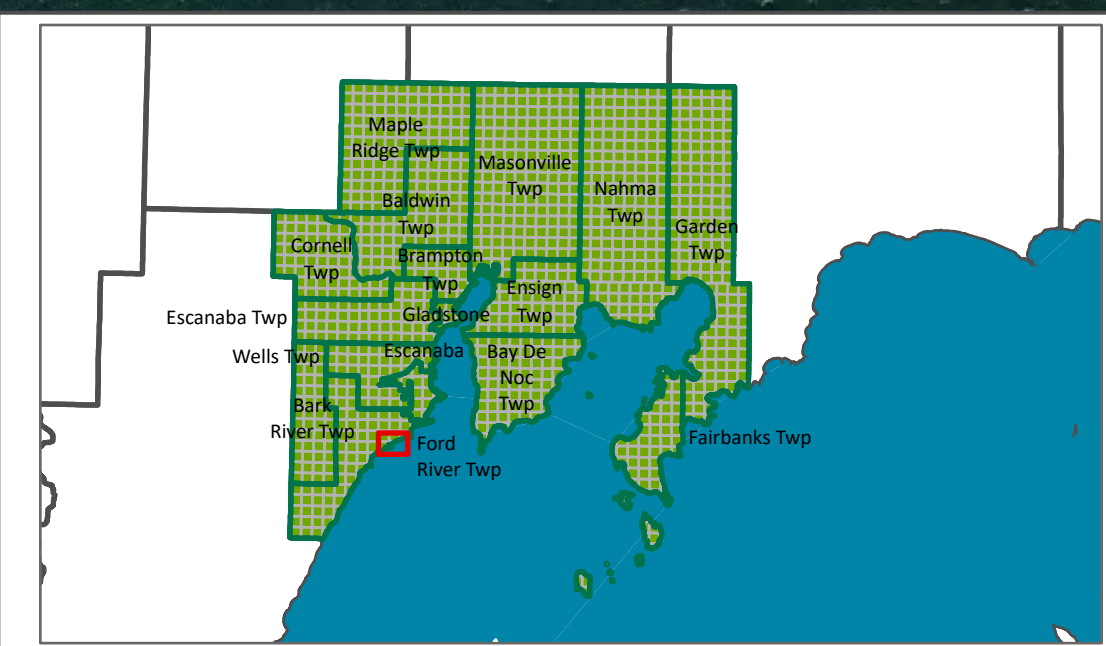 Maple
Ridge Twp
Masonville
Twp
Nahma
Twp
Baldwin
Twp
Garden
Twp
Cornell
Twp
Brampton
Twp
Ensign
Twp
Escanaba Twp
Gladstone
Wells Twp
Escanaba
Bay De
Noc
Twp
Bark
River Twp
Ford
River Twp
Fairbanks Twp